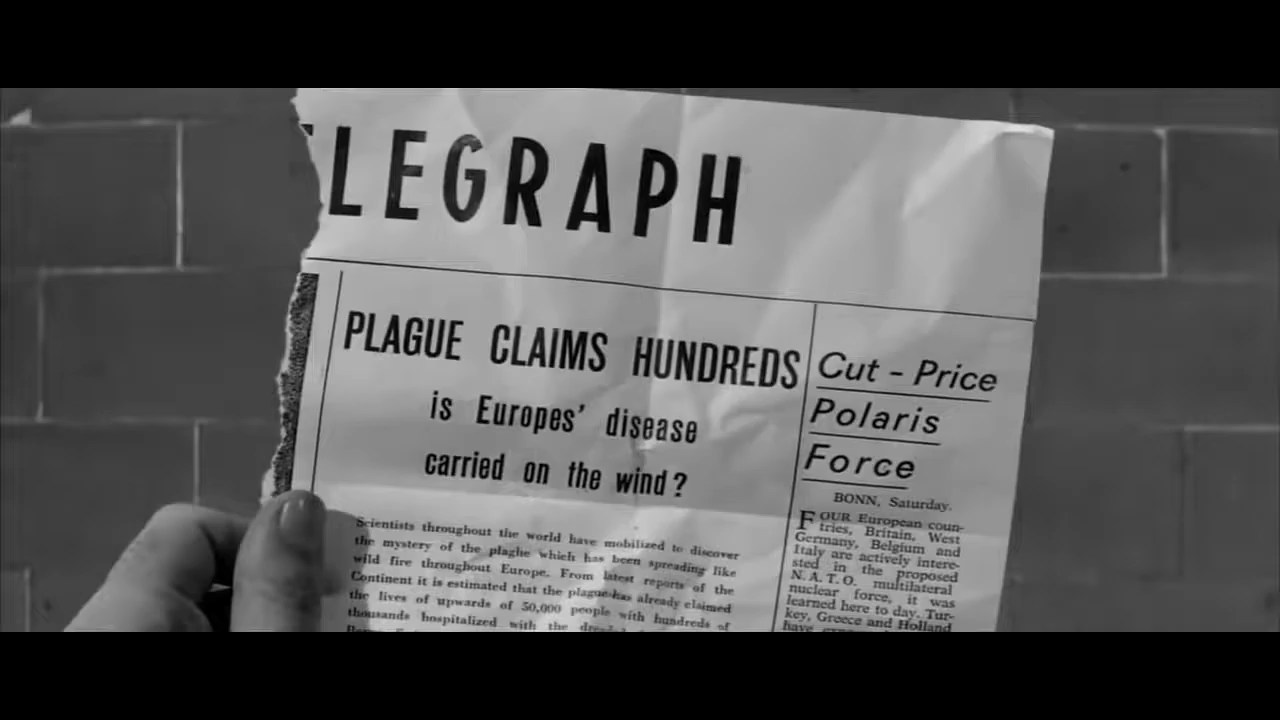 LEGRAPH
PLAGUE CLAIMS HUNDREDS
is Europes' disease
carried on the wind?
Scientists throughout the world have mobilized to discover
the mystery of the plaghe which has been spreading like
wild fire throughout Europe. From latest reports of the
Continent it is estimated that the plague has already claimed
the lives of upwards of 50,000 people with hundreds of
thousands hospitalized with the
Cut - Price
Polaris
Force
BONN, Saturday.
FOUR European coun-
tries, Britain, West
Germany, Belgium and
Italy are actively intere-
sted in the proposed
N.A.T.O. multilateral
nuclear force, it was
learned here to day. Tur-
key, Greece and Holland
have